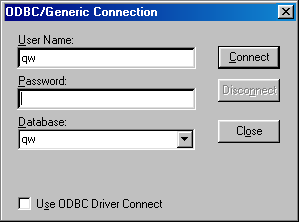 ODBC/Generic Connection
User Name:
qw
Connect
Password:
Disconnect
Database:
qw
Close
Use ODBC Driver Connect